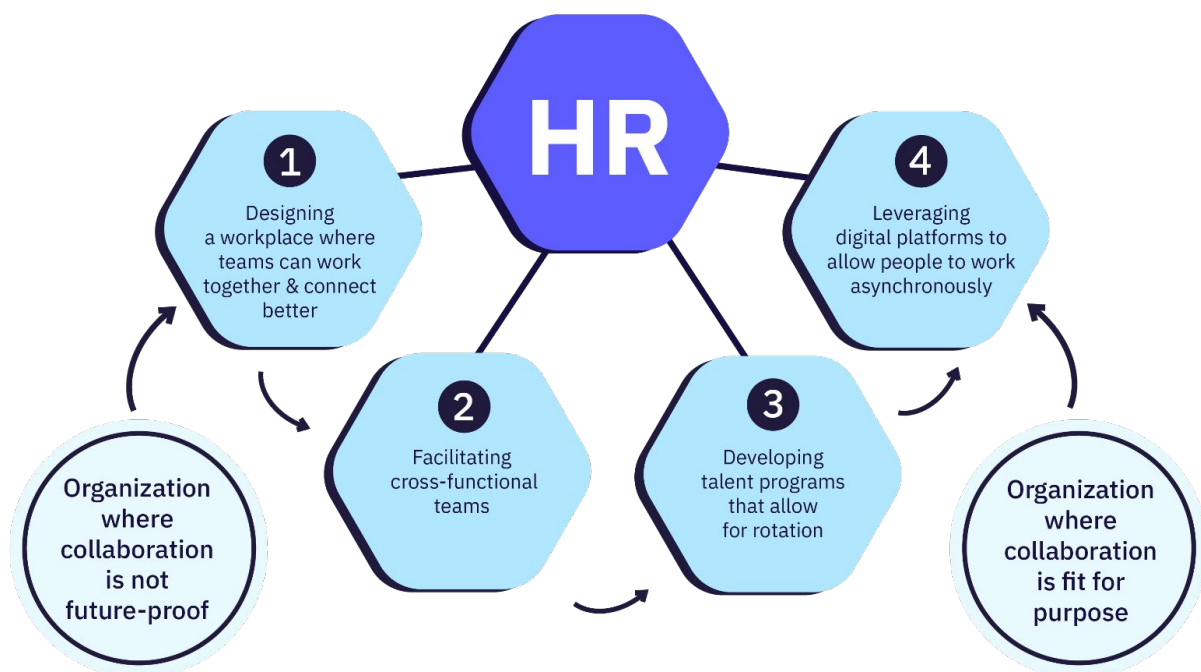 HR
1
Designing
a workplace where
teams can work
together & connect
better
2
Facilitating
cross-functional
teams
3
Developing
talent programs
that allow
for rotation
4
Leveraging
digital platforms to
allow people to work
asynchronously
Organization
where
collaboration
is not
future-proof
Organization
where
collaboration
is fit for
purpose